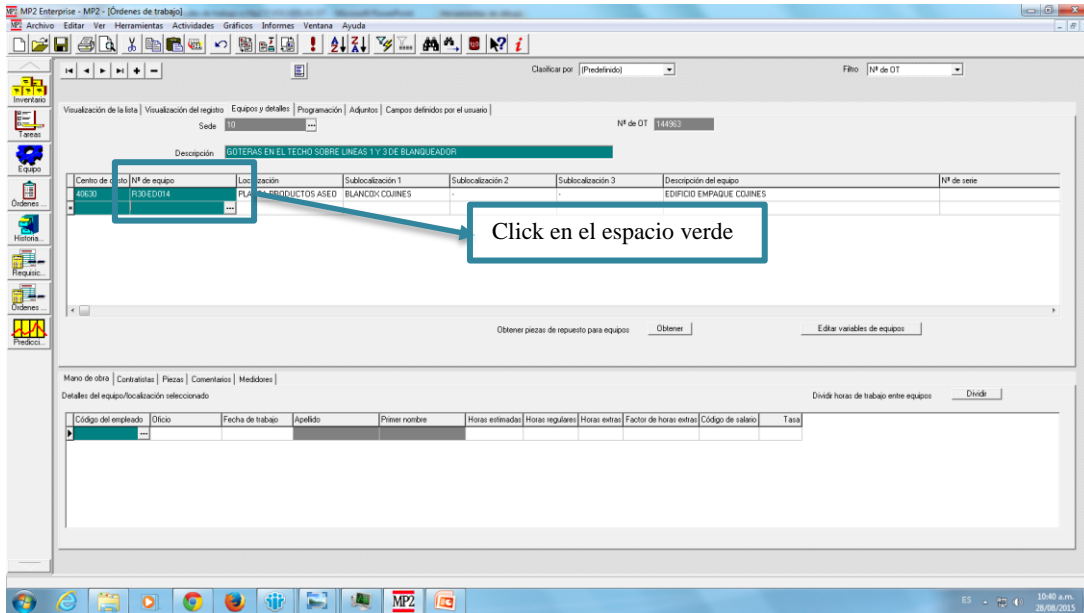 MP2 Enterprise - MP2 - [Órdenes de trabajo]
Archivo Editar Ver Herramientas Actividades Gráficos Informes Ventana Ayuda
Clasificar por (Predefinido) Filtro Nº de OT
Inventario
Tareas
Equipo
Órdenes ...
Historia...
Requisic...
Órdenes ...
Predicci...
Visualización de la lista Visualización del registro Equipos y detalles Programación Adjuntos Campos definidos por el usuario
Sede 10 ... Nº de OT 144963
Descripción GOTERAS EN EL TECHO SOBRE LINEAS 1 Y 3 DE BLANQUEADOR
Centro de costo Nº de equipo Localización Sublocalización 1 Sublocalización 2 Sublocalización 3 Descripción del equipo Nº de serie
40630 R30-ED014 PLANTA PRODUCTOS ASEO BLANCOX COJINES - - EDIFICIO EMPAQUE COJINES
...
Click en el espacio verde
Obtener piezas de repuesto para equipos Obtener Editar variables de equipos
Mano de obra Contratistas Piezas Comentarios Medidores
Detalles del equipo/localización seleccionado Dividir horas de trabajo entre equipos Dividir
Código del empleado Oficio Fecha de trabajo Apellido Primer nombre Horas estimadas Horas regulares Horas extras Factor de horas extras Código de salario Tasa
...
MP2
ES 10:40 a.m.
28/08/2015